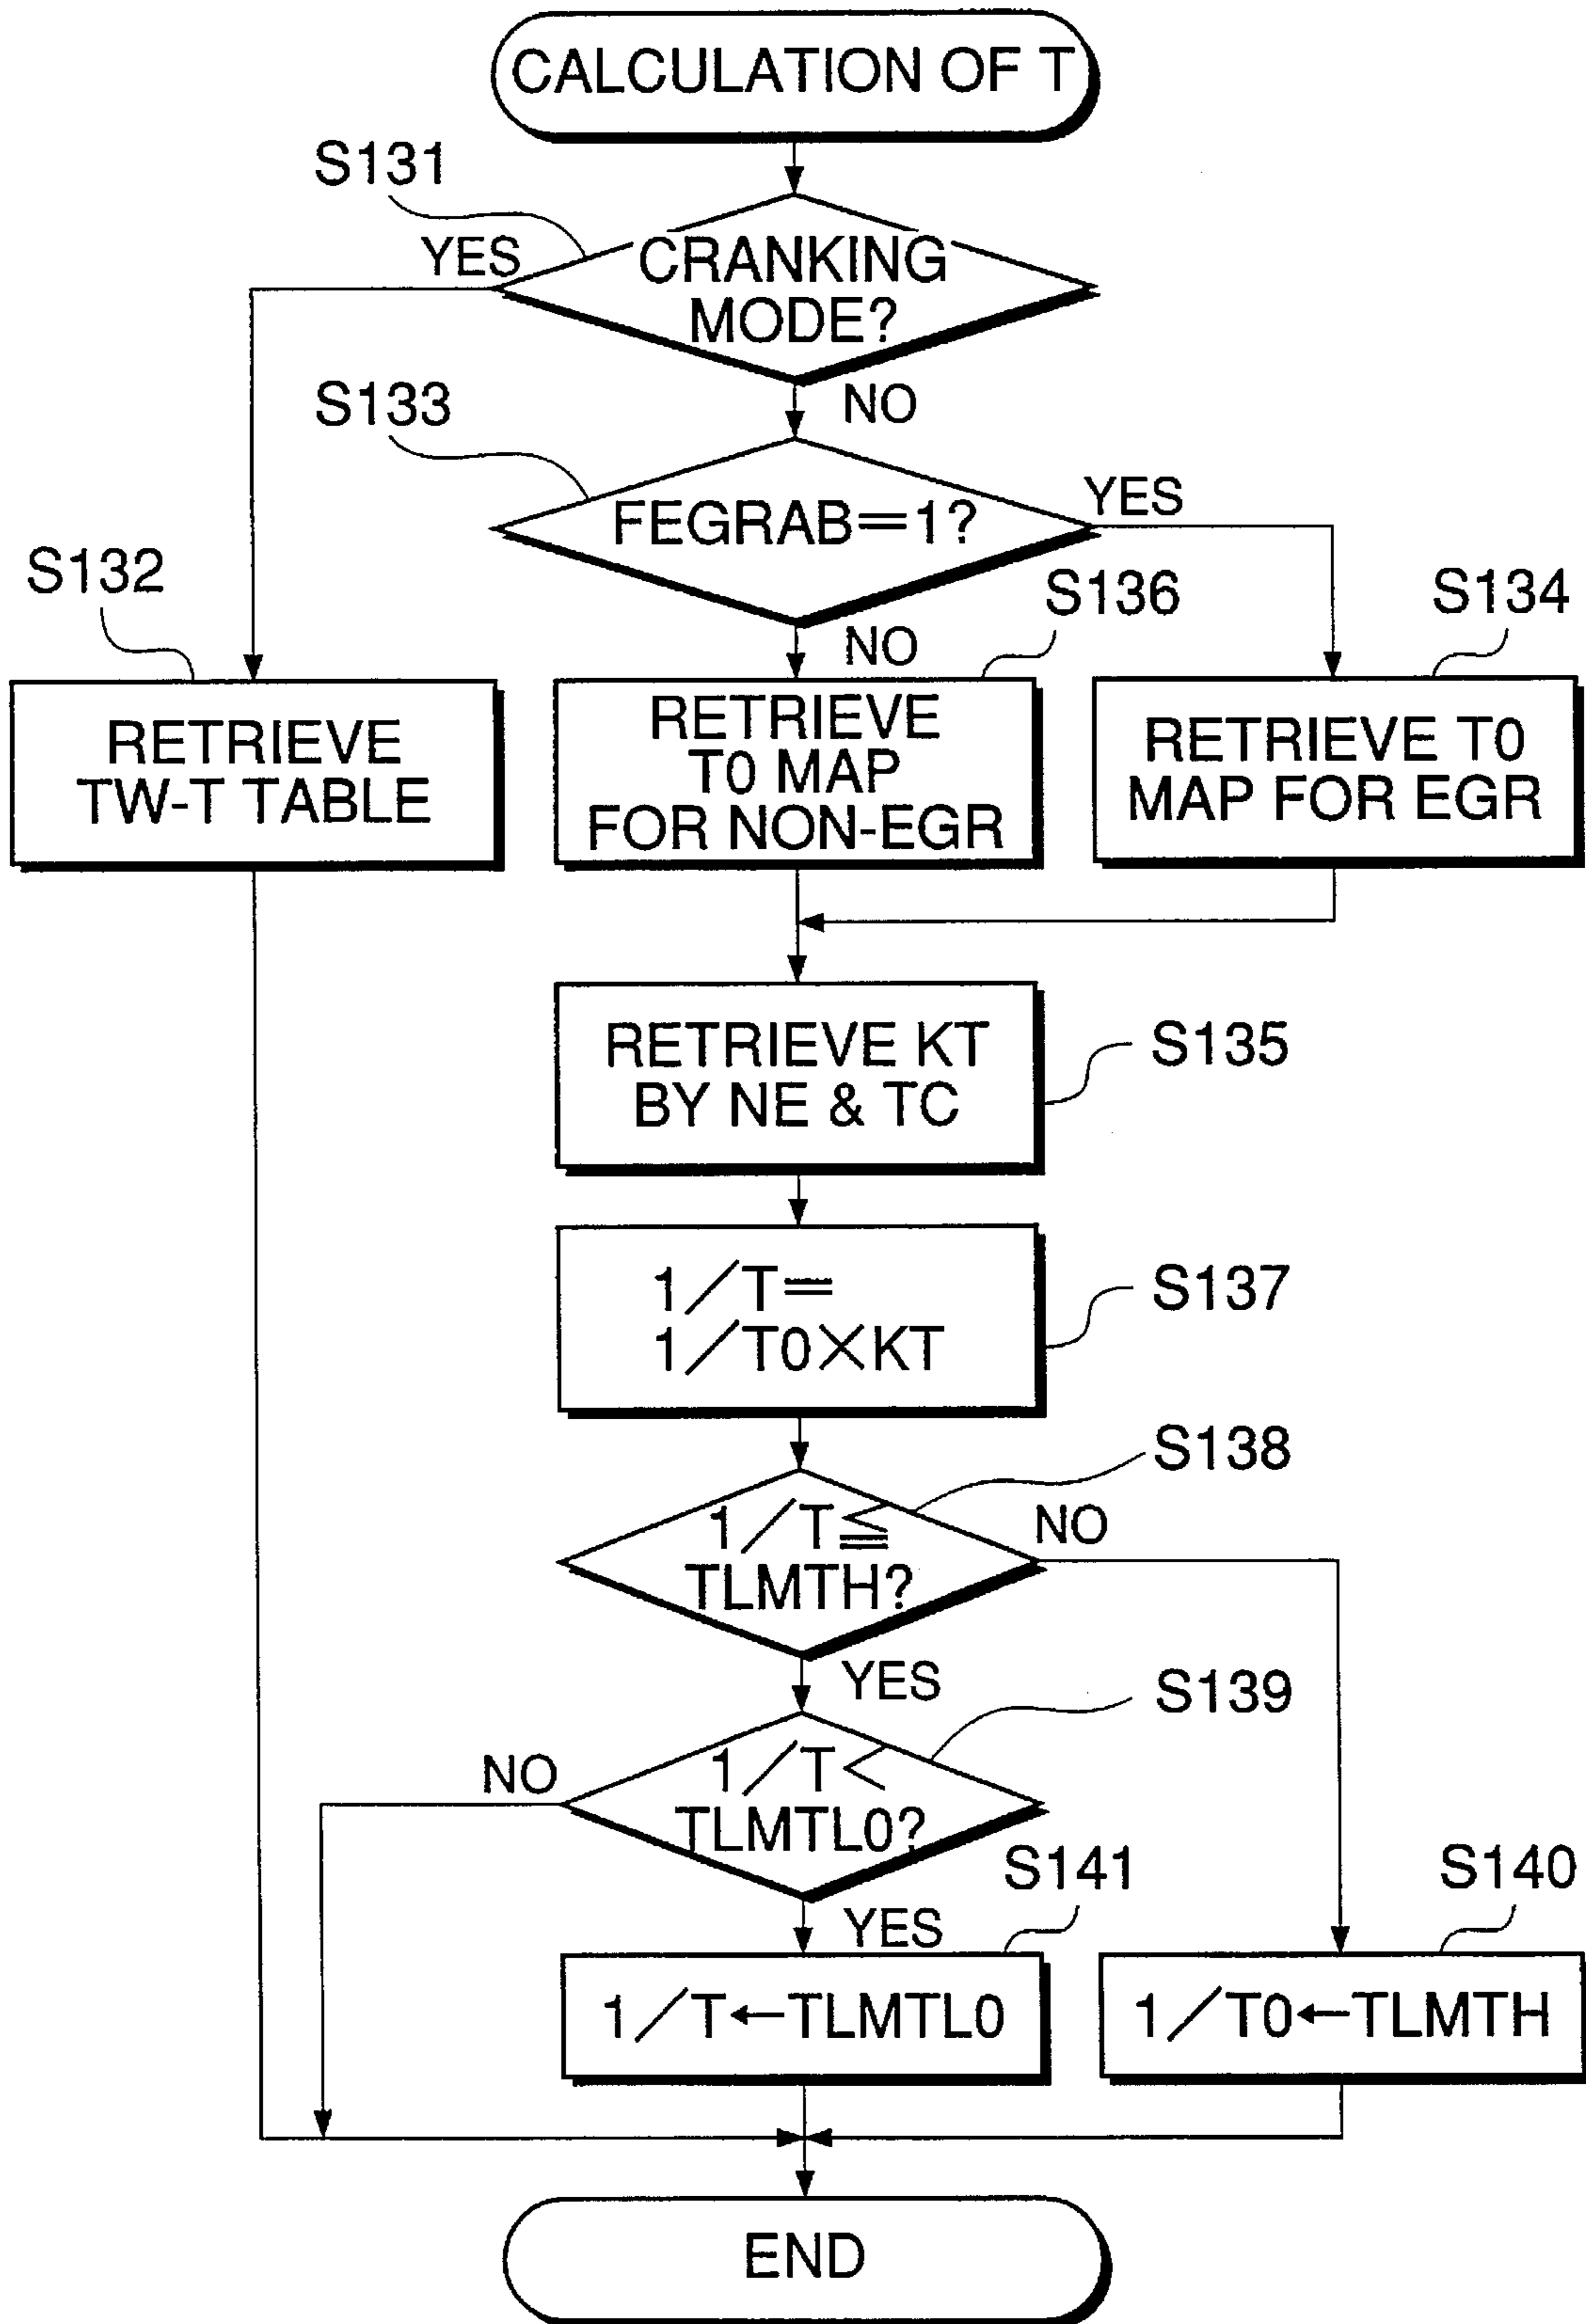 CALCULATION OF T
S131
YES
CRANKING
MODE?
NO
S133
FEGRAB=1?
YES
S132
NO
S136
S134
RETRIEVE
TW-T TABLE
RETRIEVE
T0 MAP
FOR NON-EGR
RETRIEVE T0
MAP FOR EGR
RETRIEVE KT
BY NE & TC
S135
1/T=
1/T0×KT
S137
S138
1/T≦
TLMTH?
NO
YES
S139
NO
1/T<
TLMTL0?
S141
S140
YES
1/T←TLMTL0
1/T0←TLMTH
END